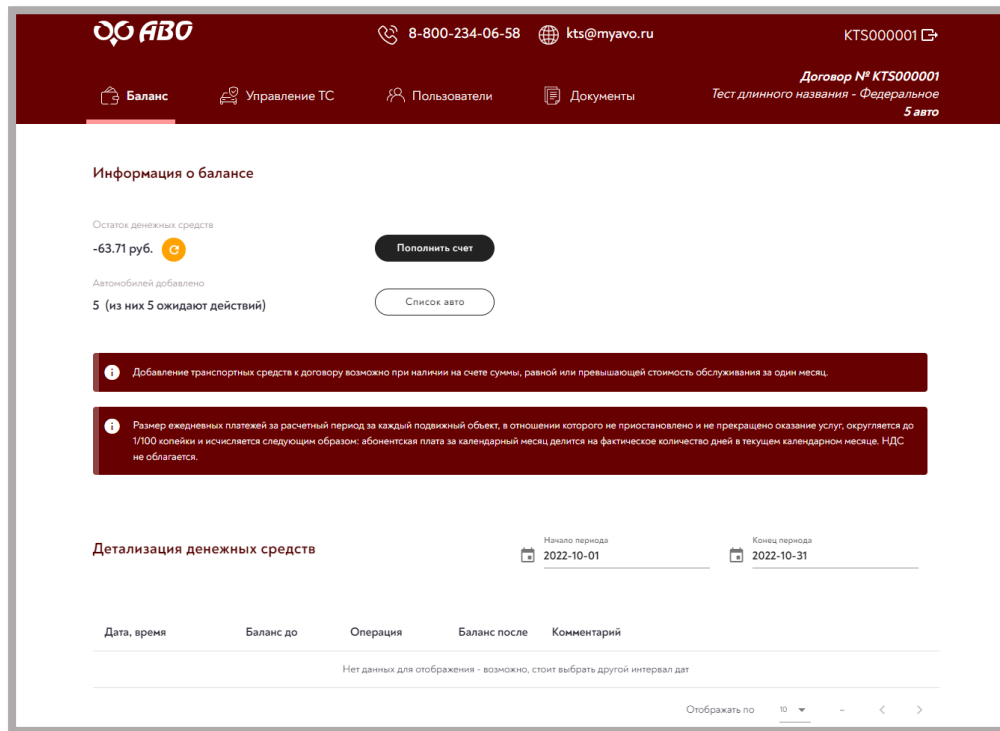 АВО
8-800-234-06-58
kts@myavo.ru
KTS000001
Баланс
Управление ТС
Пользователи
Документы
Договор № KTS000001
Тест длинного названия - Федеральное
5 авто
Информация о балансе
Остаток денежных средств
-63.71 руб.
Пополнить счет
Автомобилей добавлено
5 (из них 5 ожидают действий)
Список авто
Добавление транспортных средств к договору возможно при наличии на счете суммы, равной или превышающей стоимость обслуживания за один месяц.
Размер ежедневных платежей за расчетный период за каждый подвижный объект, в отношении которого не приостановлено и не прекращено оказание услуг, округляется до
1/100 копейки и исчисляется следующим образом: абонентская плата за календарный месяц делится на фактическое количество дней в текущем календарном месяце. НДС
не облагается.
Детализация денежных средств
Начало периода
2022-10-01
Конец периода
2022-10-31
Дата, время
Баланс до
Операция
Баланс после
Комментарий
Нет данных для отображения - возможно, стоит выбрать другой интервал дат
Отображать по
10
–